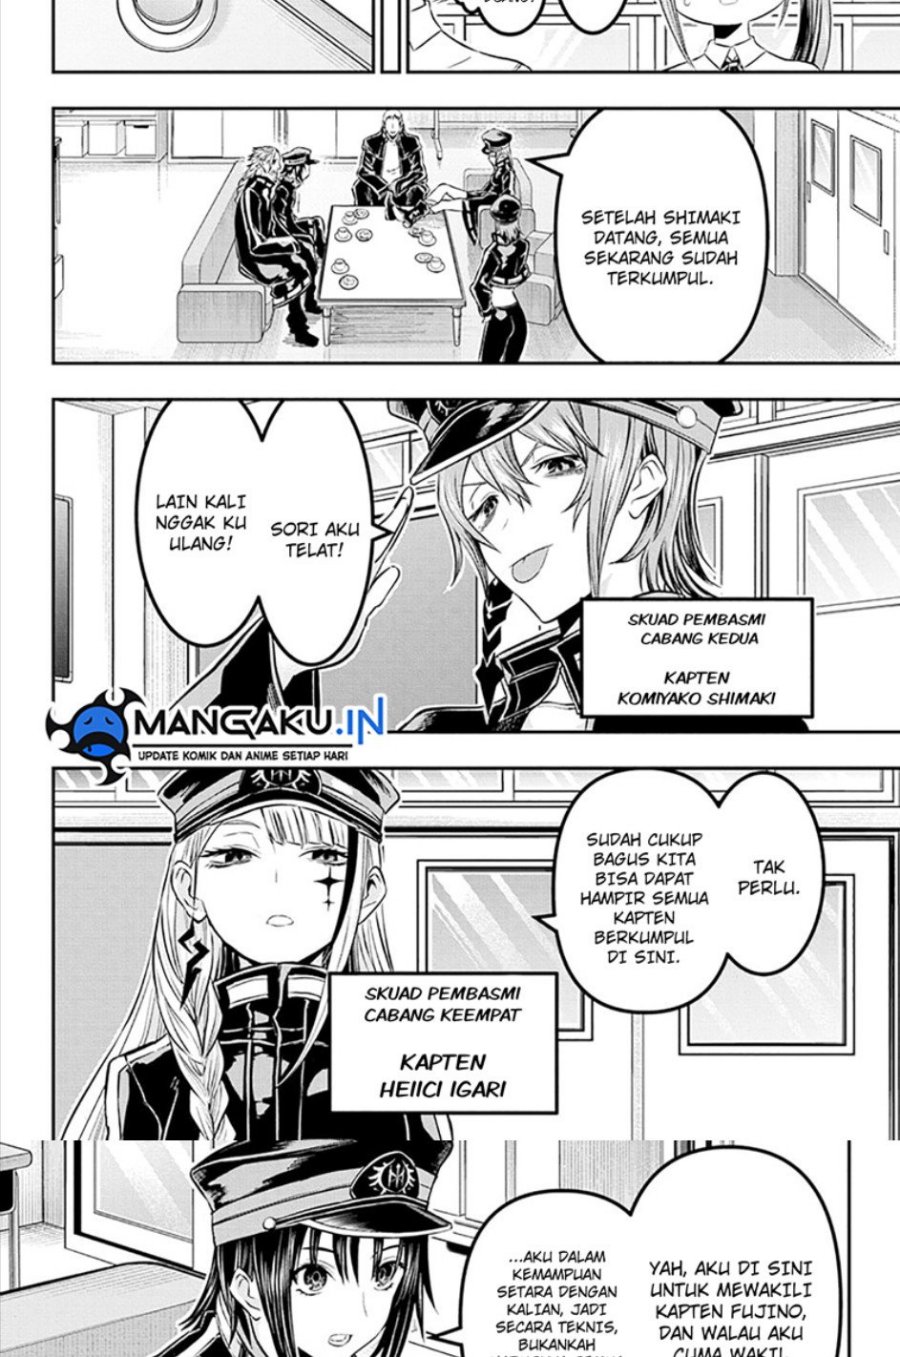 SETELAH SHIMAKI
DATANG, SEMUA
SEKARANG SUDAH
TERKUMPUL.
SORI AKU
TELAT!
LAIN KALI
NGGAK KU
ULANG!
SKUAD PEMBASMI
CABANG KEDUA
KAPTEN
KOMIYAKO SHIMAKI
MANGAKU.IN
UPDATE KOMIK DAN ANIME SETIAP HARI
TAK
PERLU.
SUDAH CUKUP
BAGUS KITA
BISA DAPAT
HAMPIR SEMUA
KAPTEN
BERKUMPUL
DI SINI.
SKUAD PEMBASMI
CABANG KEEMPAT
KAPTEN
HEIICI IGARI
YAH, AKU DI SINI
UNTUK MEWAKILI
KAPTEN FUJINO,
DAN WALAU AKU
CUMA WAKIL
...AKU DALAM
KEMAMPUAN
SETARA DENGAN
KALIAN, JADI
SECARA TEKNIS,
BUKANKAH